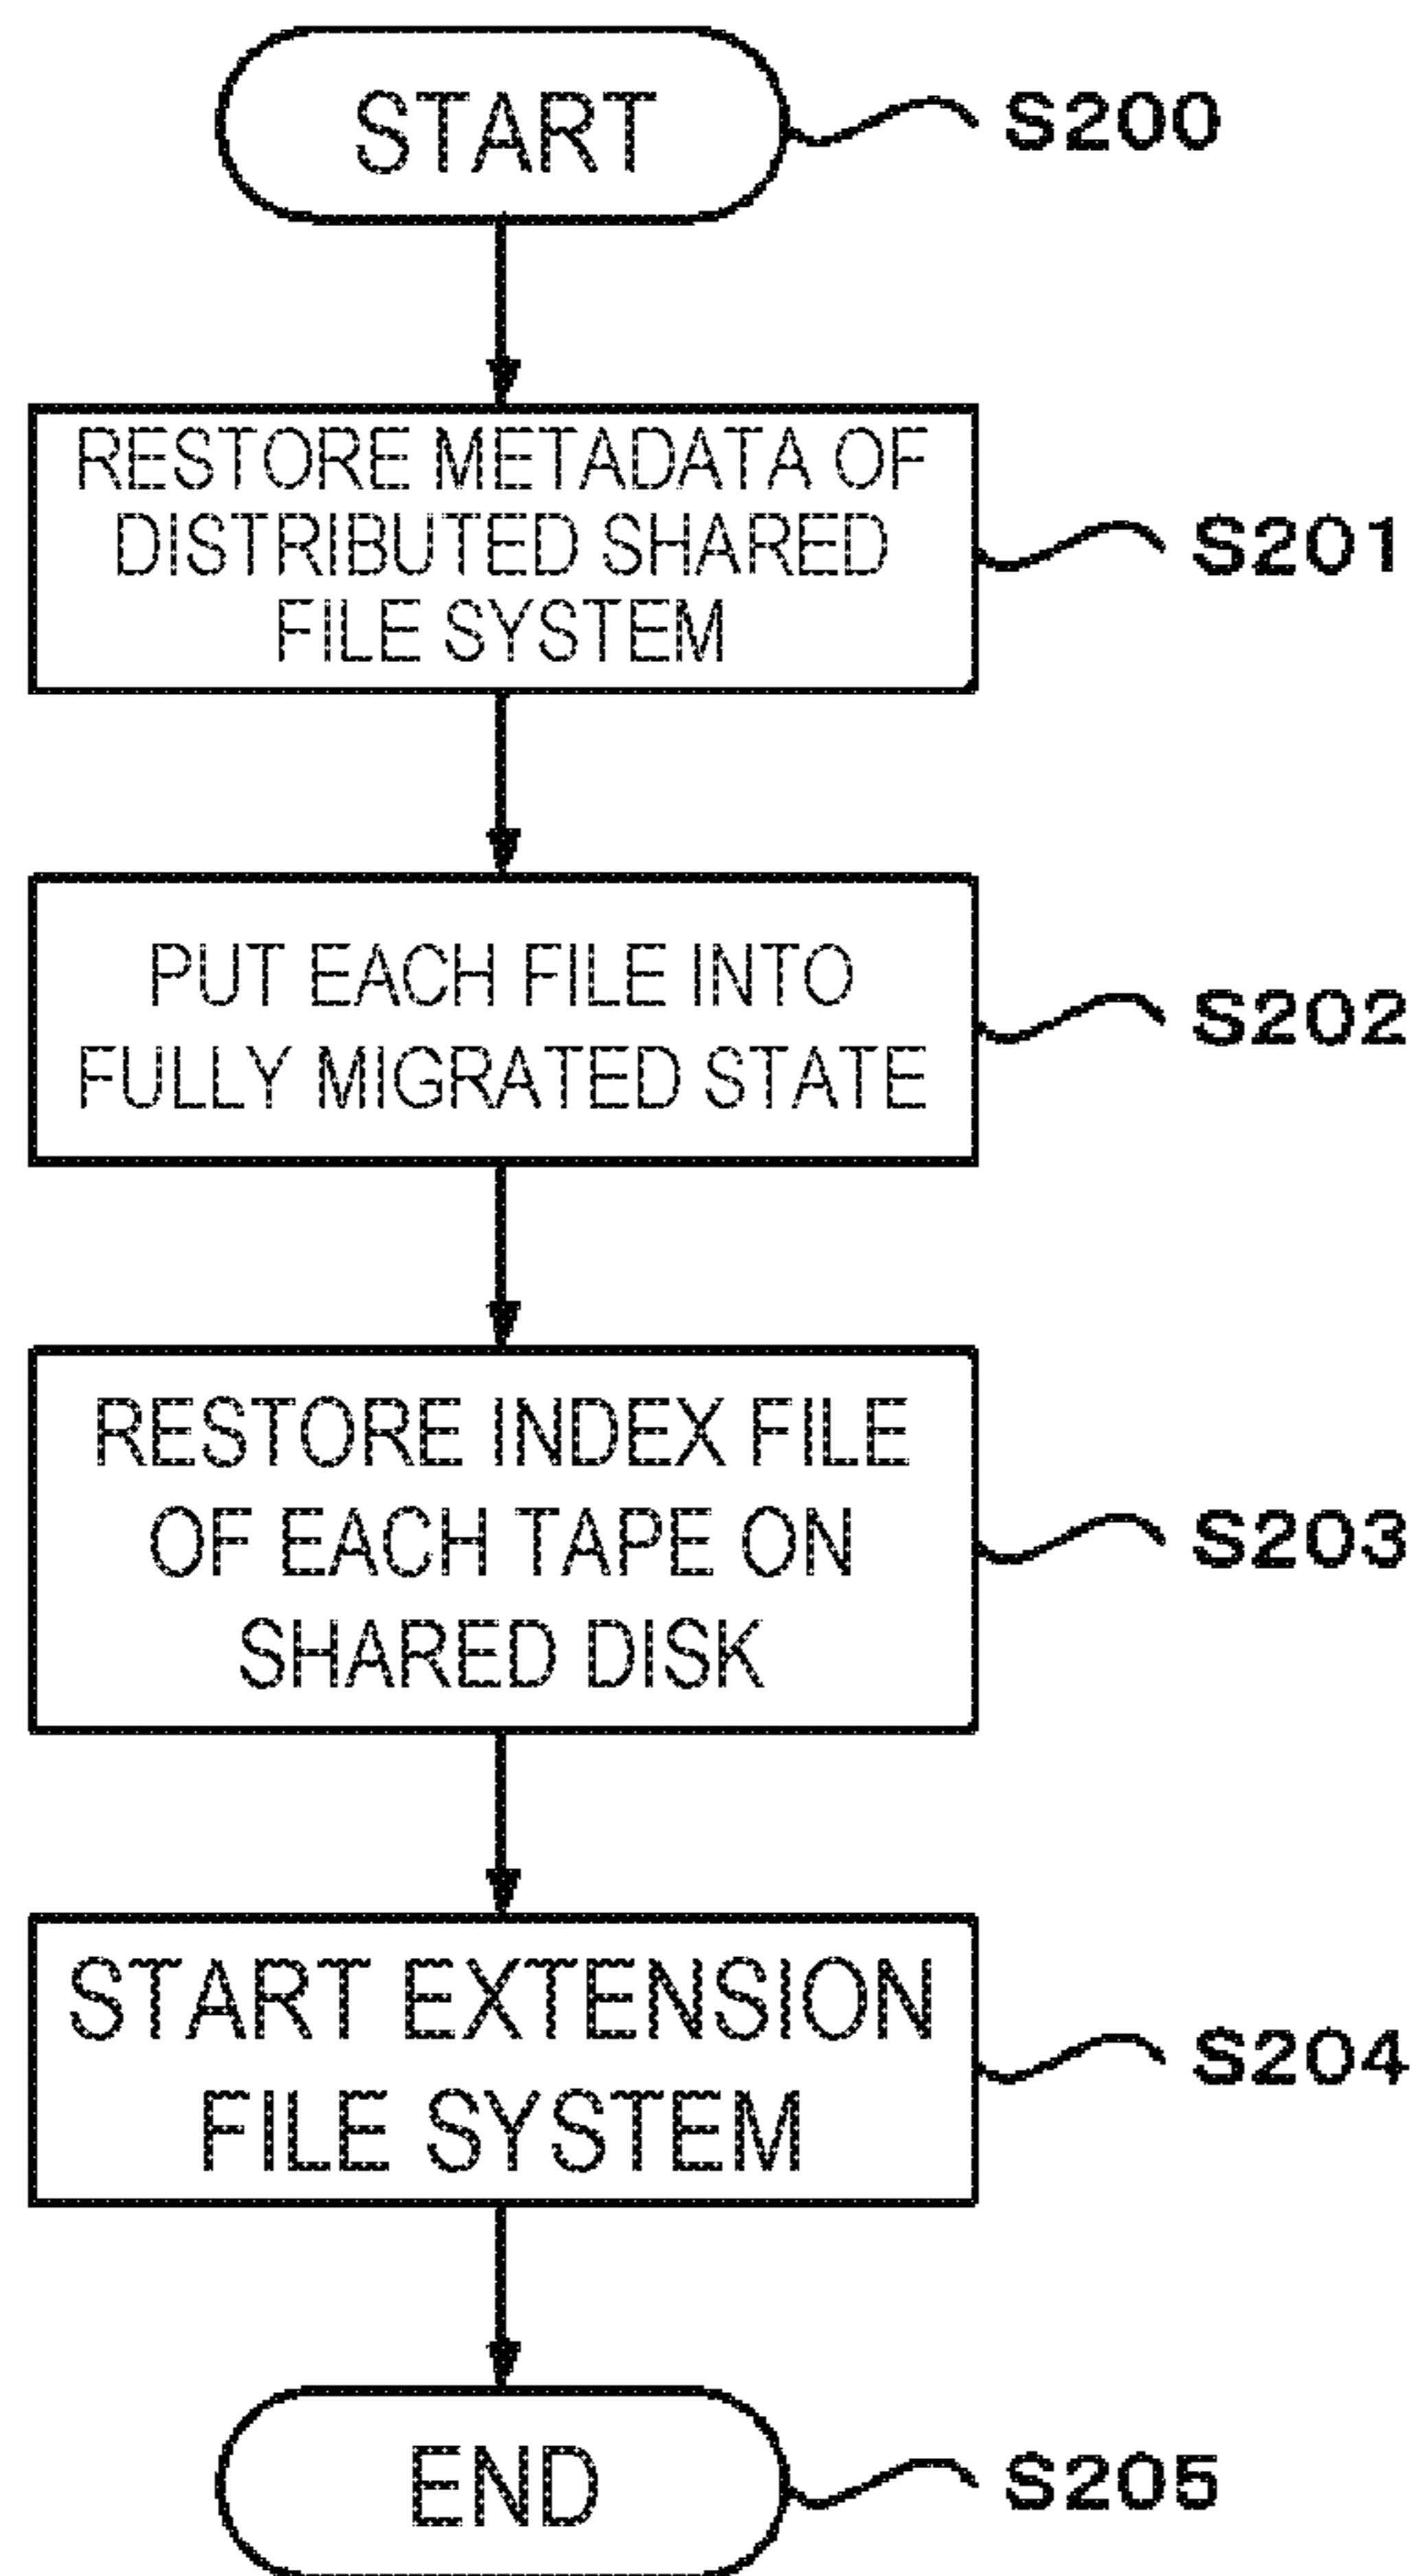 START
S200
RESTORE METADATA OF
DISTRIBUTED SHARED
FILE SYSTEM
S201
PUT EACH FILE INTO
FULLY MIGRATED STATE
S202
RESTORE INDEX FILE
OF EACH TAPE ON
SHARED DISK
S203
START EXTENSION
FILE SYSTEM
S204
END
S205